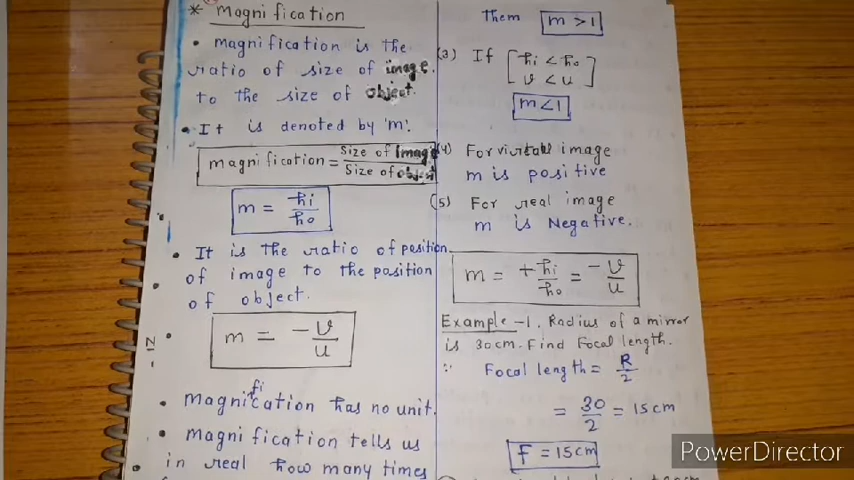 * Magnification
• magnification is the
ratio of size of image.
to the size of object.
• It is denoted by 'm'.
magnification = Size of image / Size of object
m = hi / ho
• It is the ratio of position
of image to the position
of object.
m = - v / u
• Magnification has no unit.
• Magnification tells us
in real how many times
Them m > 1
(3) If [ hi < ho
v < u ]
m < 1
(4) For virtual image
m is positive
(5) For real image
m is Negative.
m = + hi / ho = - v / u
Example -1. Radius of a mirror
is 30cm. Find Focal length.
∵ Focal length = R / 2
= 30 / 2 = 15 cm
f = 15cm
PowerDirector